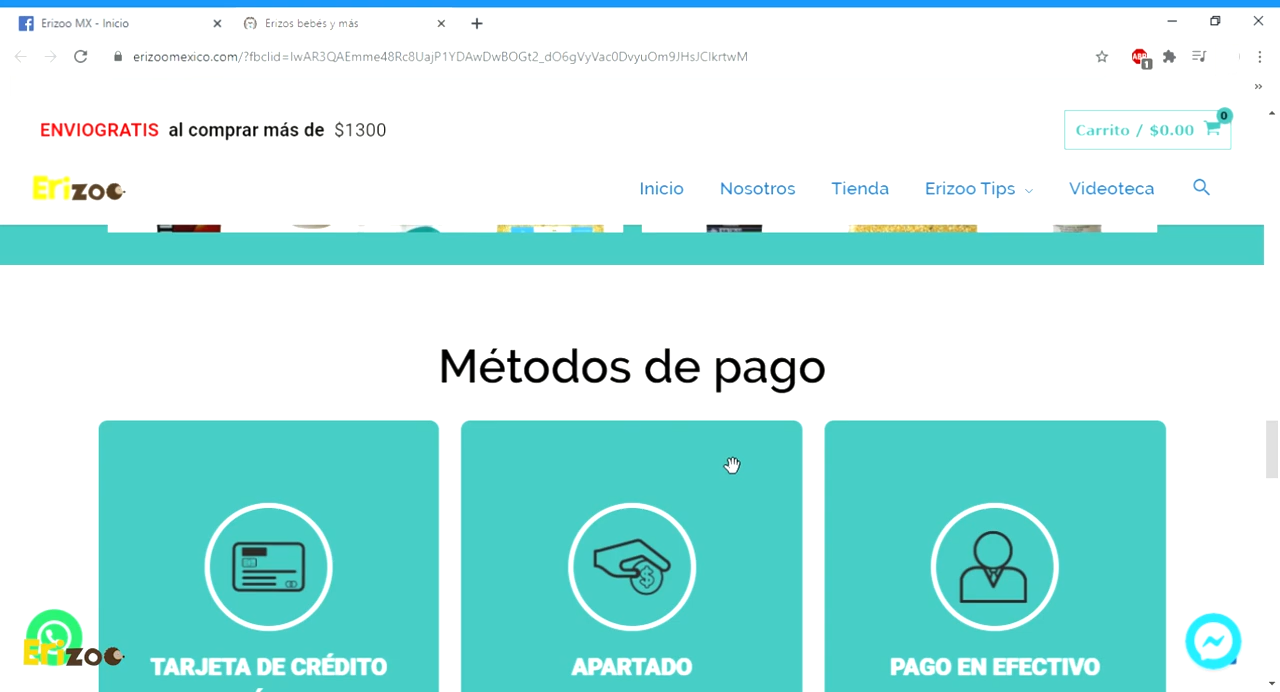 Erizoo MX - Inicio
Erizos bebés y más
erizoomexico.com/?fbclid=IwAR3QAEmme48Rc8UajP1YDAwDwBOGt2_dO6gVyVac0DvyuOm9JHsJClkrtwM
ABP
1
ENVIOGRATIS al comprar más de $1300
Carrito / $0.00
0
Erizoo
Inicio
Nosotros
Tienda
Erizoo Tips
Videoteca
Métodos de pago
TARJETA DE CRÉDITO
APARTADO
PAGO EN EFECTIVO
Erizoo